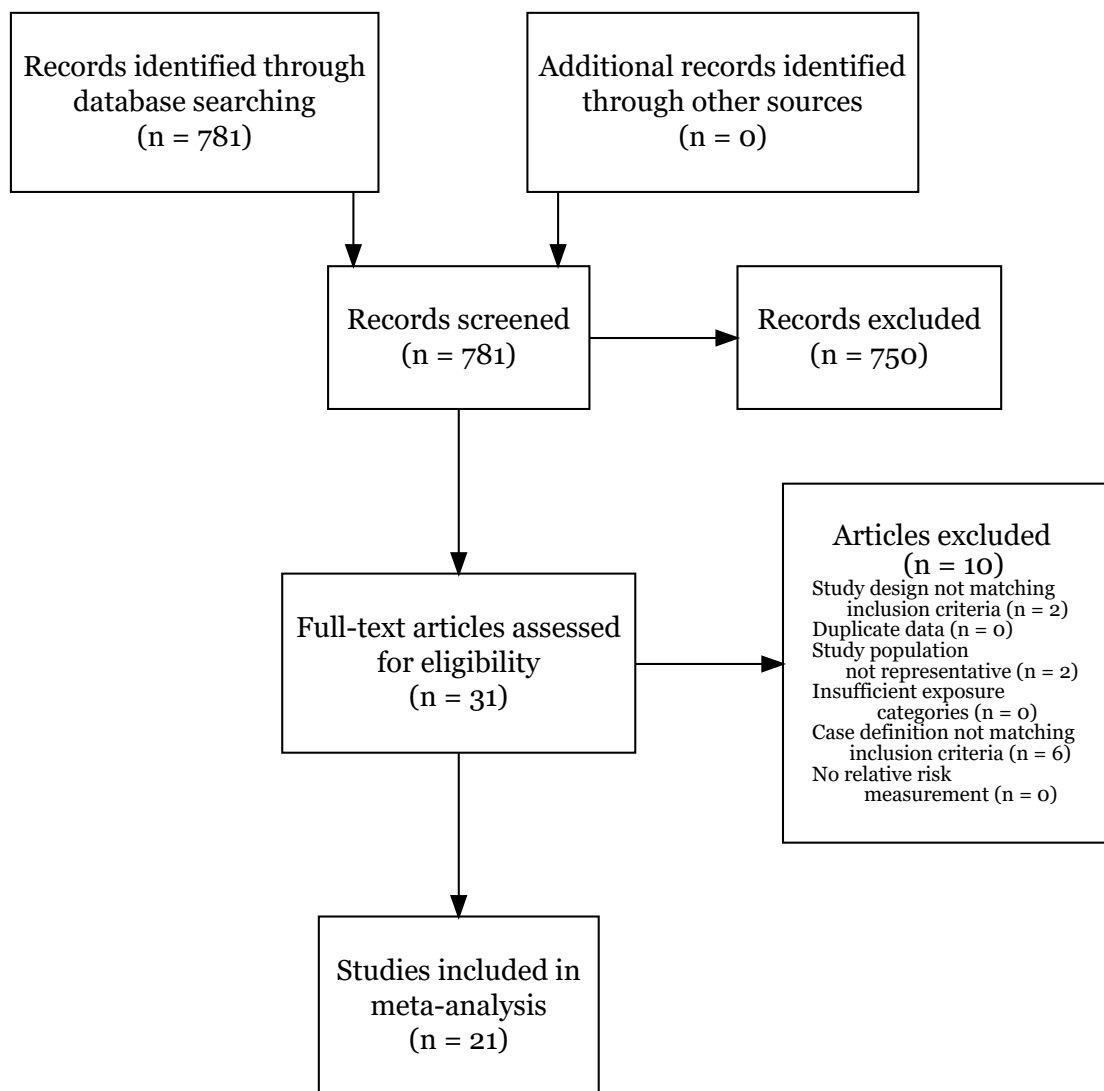 Records identified through
database searching
(n = 781)
Additional records identified
through other sources
(n = 0)
Records screened
(n = 781)
Records excluded
(n = 750)
Full-text articles assessed
for eligibility
(n = 31)
Articles excluded
(n = 10)
Study design not matching
inclusion criteria (n = 2)
Duplicate data (n = 0)
Study population
not representative (n = 2)
Insufficient exposure
categories (n = 0)
Case definition not matching
inclusion criteria (n = 6)
No relative risk
measurement (n = 0)
Studies included in
meta-analysis
(n = 21)